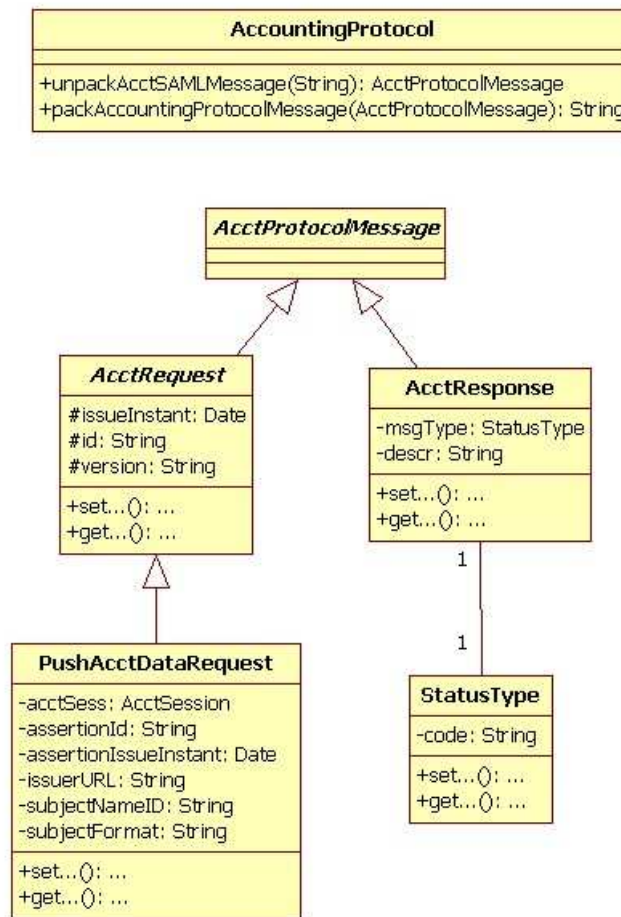 AccountingProtocol
+unpackAcctSAMLMessage(String): AcctProtocolMessage
+packAccountingProtocolMessage(AcctProtocolMessage): String
AcctProtocolMessage
AcctRequest
#issueInstant: Date
#id: String
#version: String
+set...(): ...
+get...(): ...
AcctResponse
-msgType: StatusType
-descr: String
+set...(): ...
+get...(): ...
1
1
PushAcctDataRequest
-acctSess: AcctSession
-assertionId: String
-assertionIssueInstant: Date
-issuerURL: String
-subjectNameID: String
-subjectFormat: String
+set...(): ...
+get...(): ...
StatusType
-code: String
+set...(): ...
+get...(): ...